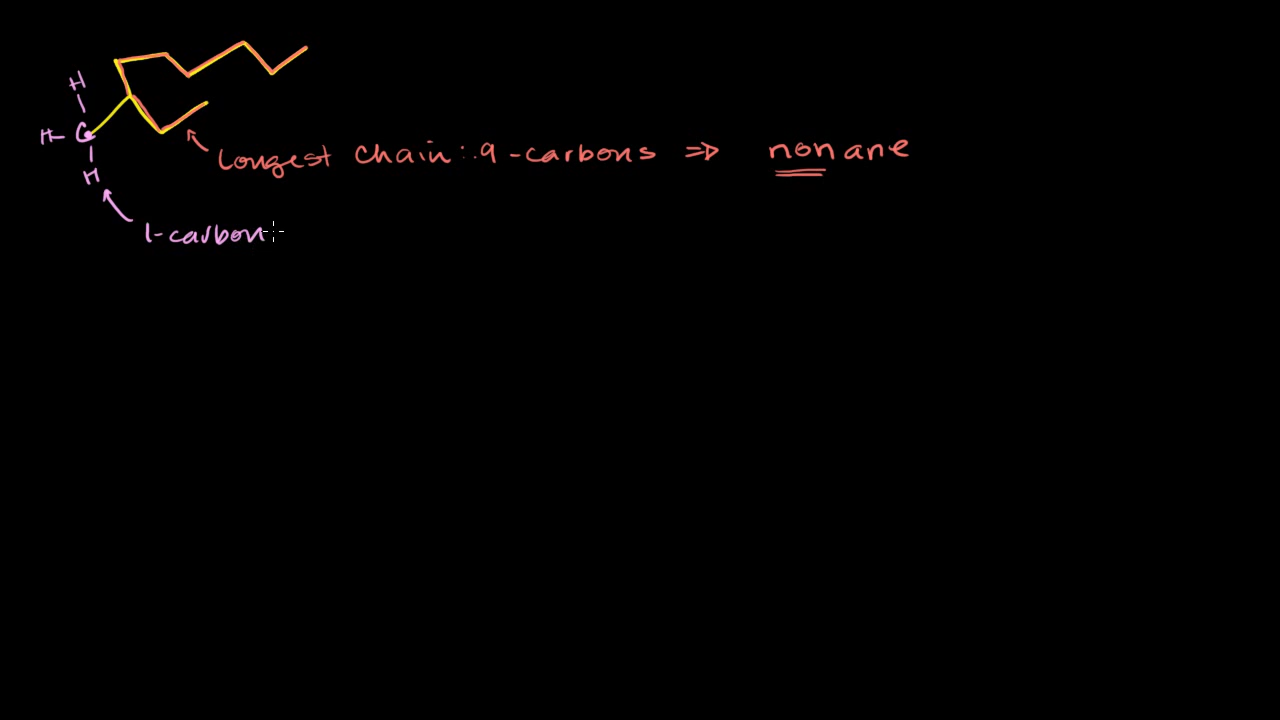 H
H - C
H
longest chain: 9-carbons ⇒ nonane
1-carbon